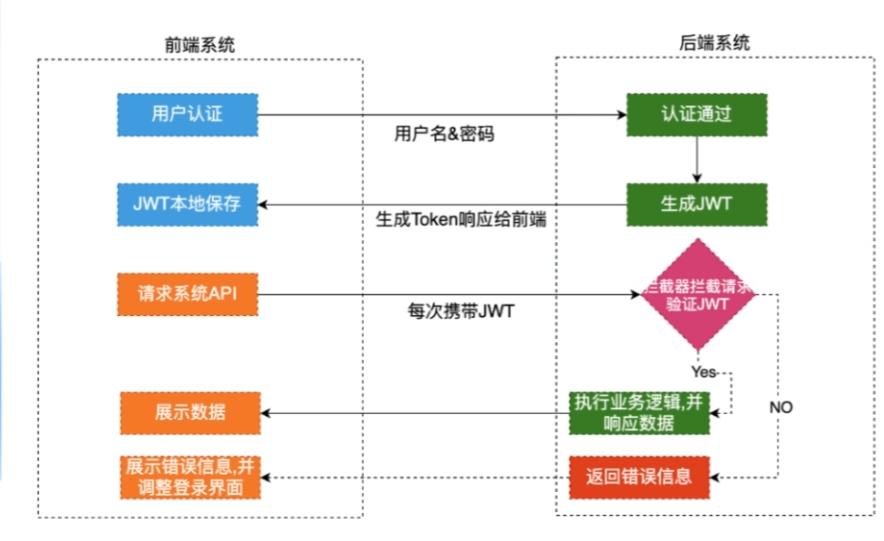 前端系统
后端系统
用户认证
用户名&密码
认证通过
JWT本地保存
生成Token响应给前端
生成JWT
请求系统API
每次携带JWT
拦截器拦截请求
验证JWT
Yes
NO
展示数据
执行业务逻辑,并
响应数据
展示错误信息,并
调整登录界面
返回错误信息